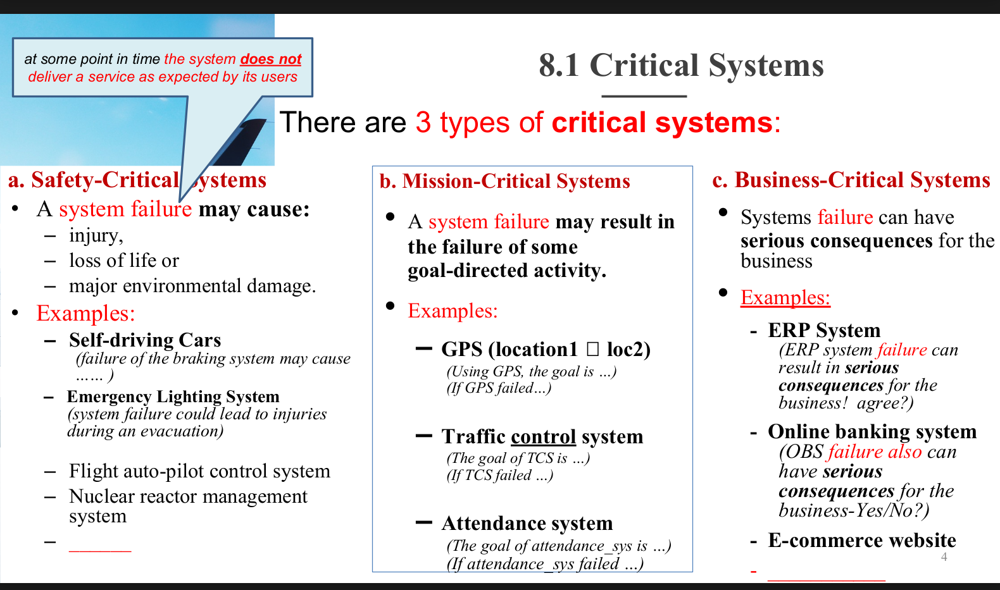 at some point in time the system does not
deliver a service as expected by its users
8.1 Critical Systems
There are 3 types of critical systems:
a. Safety-Critical Systems
• A system failure may cause:
– injury,
– loss of life or
– major environmental damage.
• Examples:
– Self-driving Cars
(failure of the braking system may cause
…… )
– Emergency Lighting System
(system failure could lead to injuries
during an evacuation)
– Flight auto-pilot control system
– Nuclear reactor management
system
– ______
b. Mission-Critical Systems
• A system failure may result in
the failure of some
goal-directed activity.
• Examples:
– GPS (location1 □ loc2)
(Using GPS, the goal is …)
(If GPS failed…)
– Traffic control system
(The goal of TCS is …)
(If TCS failed …)
– Attendance system
(The goal of attendance_sys is …)
(If attendance_sys failed …)
c. Business-Critical Systems
• Systems failure can have
serious consequences for the
business
• Examples:
- ERP System
(ERP system failure can
result in serious
consequences for the
business! agree?)
- Online banking system
(OBS failure also can
have serious
consequences for the
business-Yes/No?)
- E-commerce website
4
- ___________